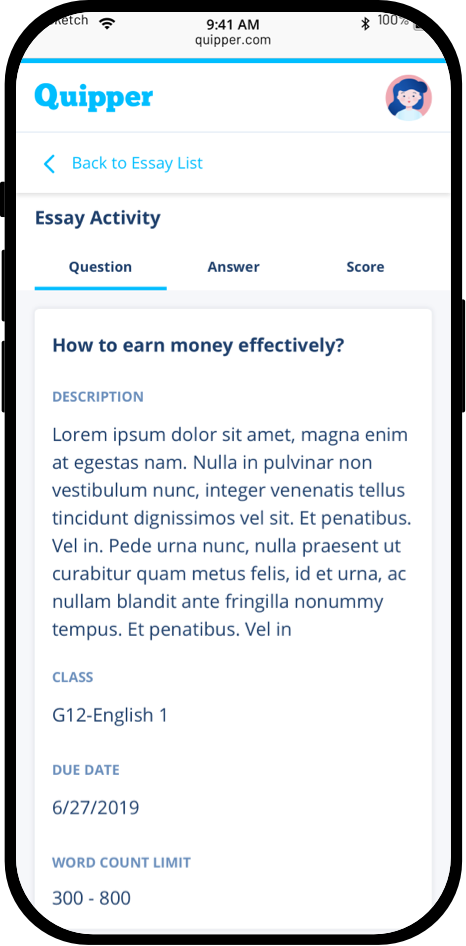 9:41 AM
100%
quipper.com
Quipper
Back to Essay List
Essay Activity
Question Answer Score
How to earn money effectively?
DESCRIPTION
Lorem ipsum dolor sit amet, magna enim
at egestas nam. Nulla in pulvinar non
vestibulum nunc, integer venenatis tellus
tincidunt dignissimos vel sit. Et penatibus.
Vel in. Pede urna nunc, nulla praesent ut
curabitur quam metus felis, id et urna, ac
nullam blandit ante fringilla nonummy
tempus. Et penatibus. Vel in
CLASS
G12-English 1
DUE DATE
6/27/2019
WORD COUNT LIMIT
300 - 800